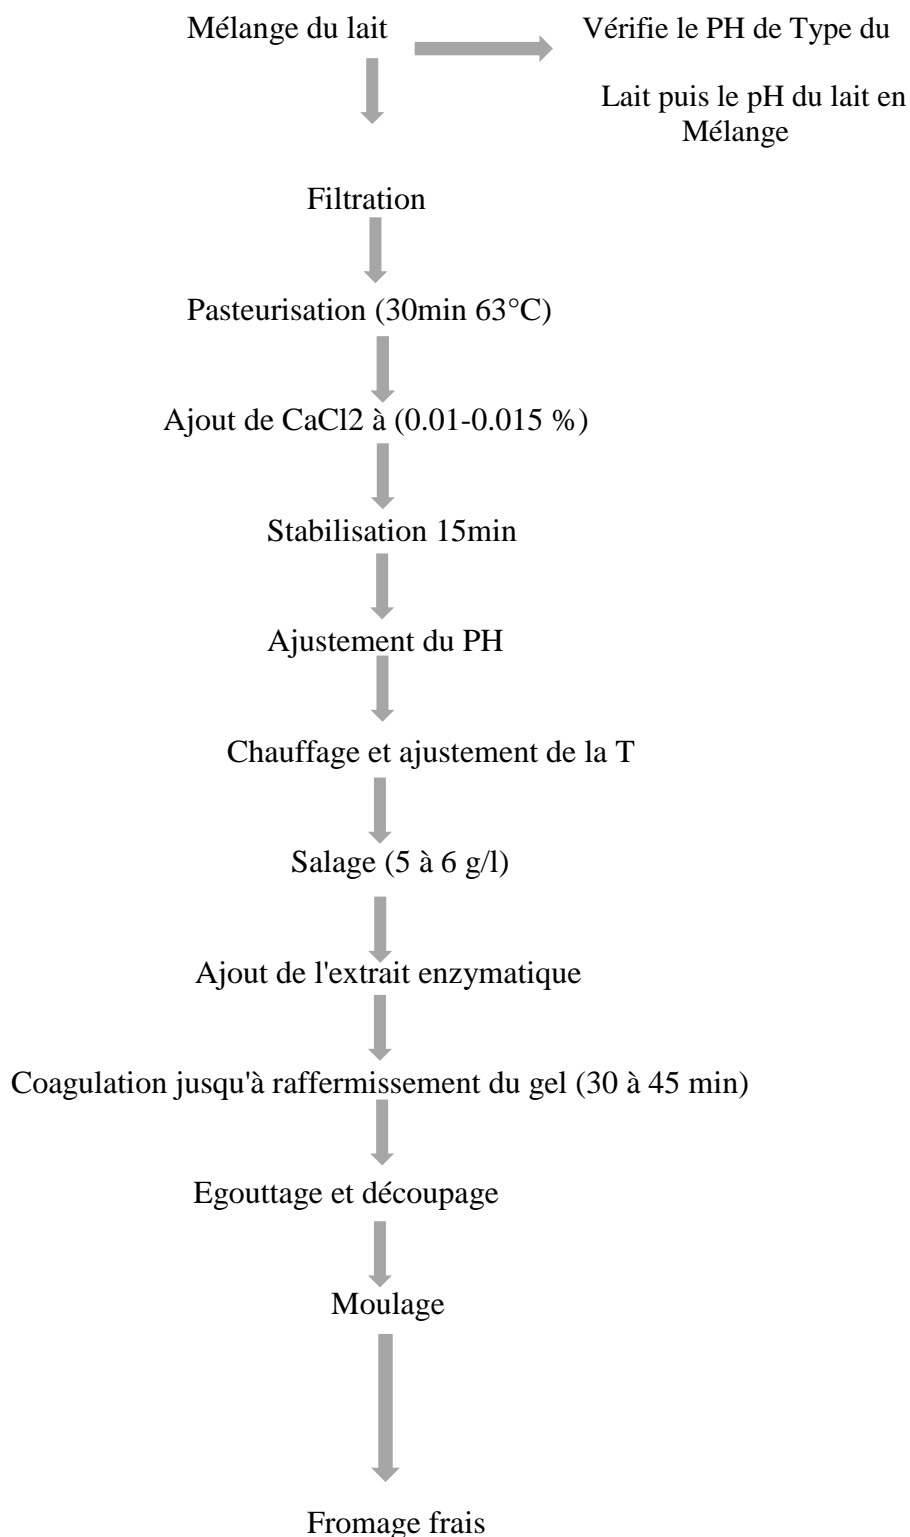 Mélange du lait
Vérifie le PH de Type du
Lait puis le pH du lait en
Mélange
Filtration
Pasteurisation (30min 63°C)
Ajout de CaCl2 à (0.01-0.015 %)
Stabilisation 15min
Ajustement du PH
Chauffage et ajustement de la T
Salage (5 à 6 g/l)
Ajout de l'extrait enzymatique
Coagulation jusqu'à raffermissement du gel (30 à 45 min)
Egouttage et découpage
Moulage
Fromage frais